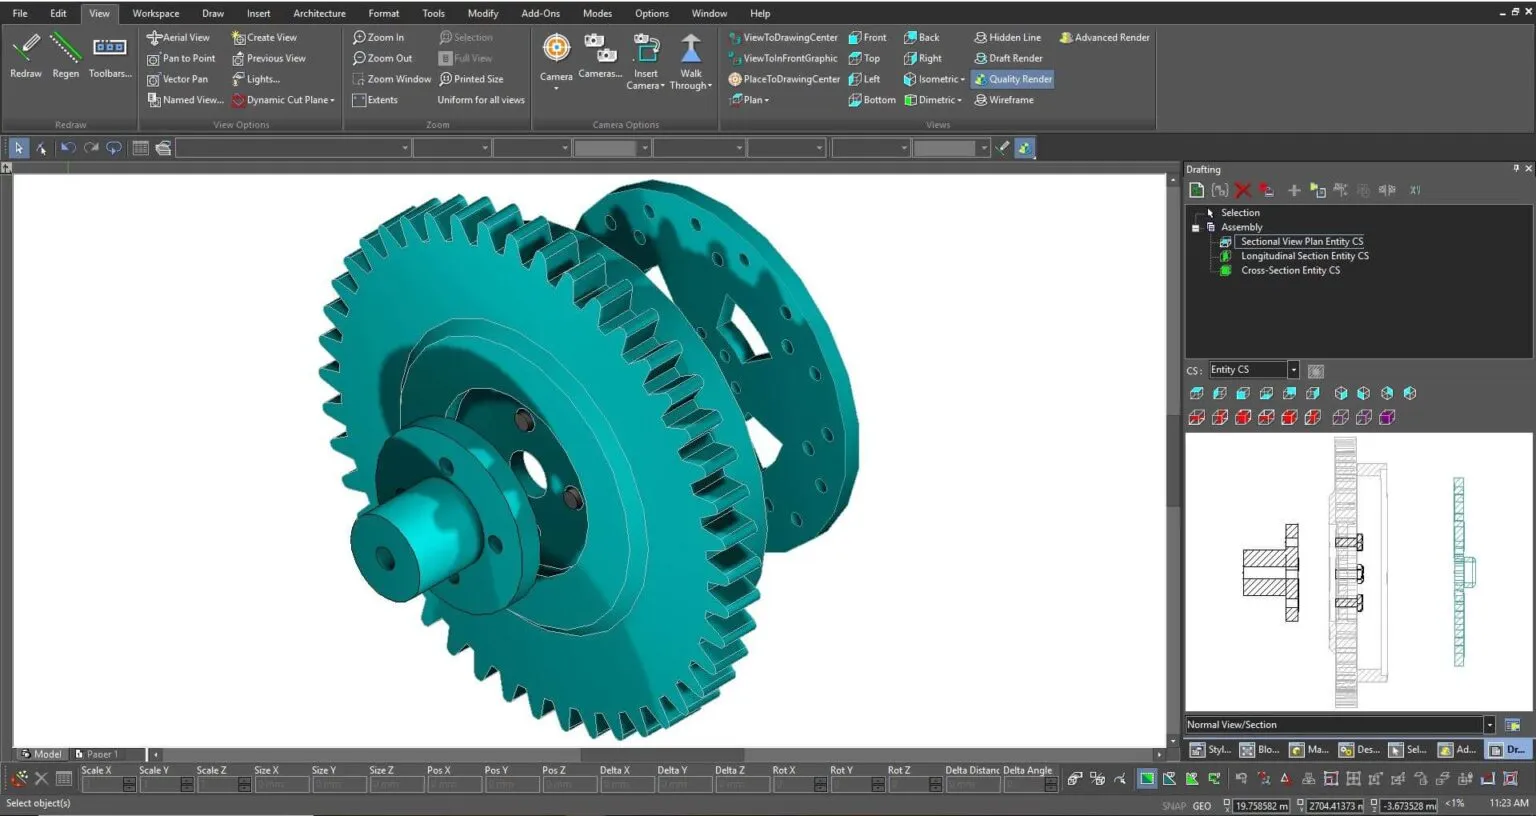 File Edit View Workspace Draw Insert Architecture Format Tools Modify Add-Ons Modes Options Window Help
Redraw Regen Toolbars...
Redraw
Aerial View Create View
Pan to Point Previous View
Vector Pan Lights...
Named View... Dynamic Cut Plane
View Options
Zoom In Selection
Zoom Out Full View
Zoom Window Printed Size
Extents Uniform for all views
Zoom
Camera Cameras... Insert Camera Walk Through
Camera Options
ViewToDrawingCenter Front Back Hidden Line Advanced Render
ViewToInFrontGraphic Top Right Draft Render
PlaceToDrawingCenter Left Isometric Quality Render
Plan Bottom Dimetric Wireframe
Views
Drafting
Selection
Assembly
Sectional View Plan Entity CS
Longitudinal Section Entity CS
Cross-Section Entity CS
CS: Entity CS
Normal View/Section
Styl... Blo... Ma... Des... Sel... Ad... Dr...
Model Paper 1
Scale X Scale Y Scale Z Size X Size Y Size Z Pos X Pos Y Pos Z Delta X Delta Y Delta Z Rot X Rot Y Rot Z Delta Distanc Delta Angle
Select object(s)
SNAP GEO 19.758582 m 2704.41373 -3.673528 m <1% 11:23 AM